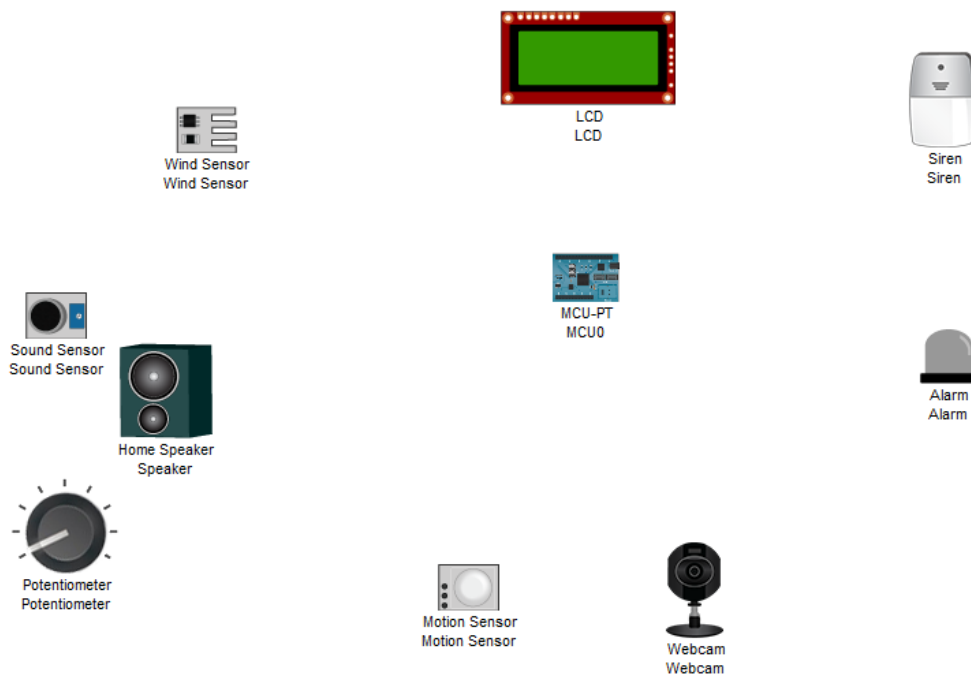 LCD
LCD
Siren
Siren
Wind Sensor
Wind Sensor
MCU-PT
MCU0
Sound Sensor
Sound Sensor
Alarm
Alarm
Home Speaker
Speaker
Potentiometer
Potentiometer
Motion Sensor
Motion Sensor
Webcam
Webcam